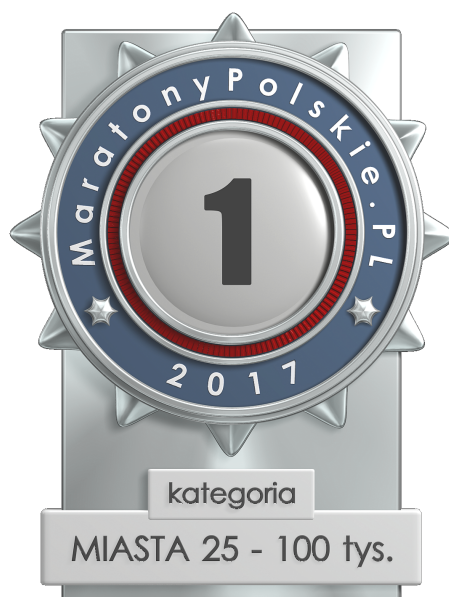 MaratonyPolskie.PL
1
2017
kategoria
MIASTA 25 - 100 tys.